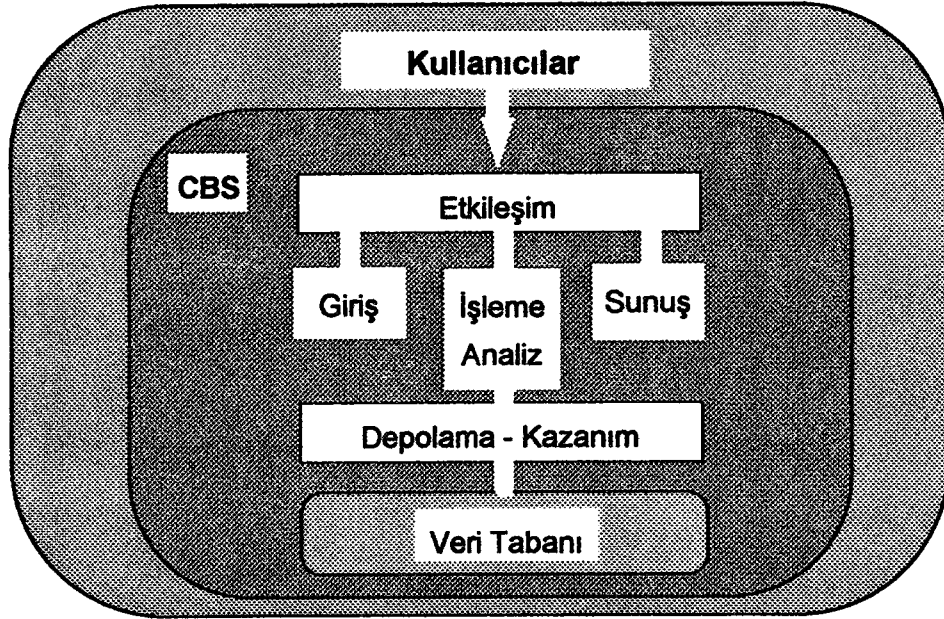 Kullanıcılar
CBS
Etkileşim
Giriş
İşleme
Analiz
Sunuş
Depolama - Kazanım
Veri Tabanı